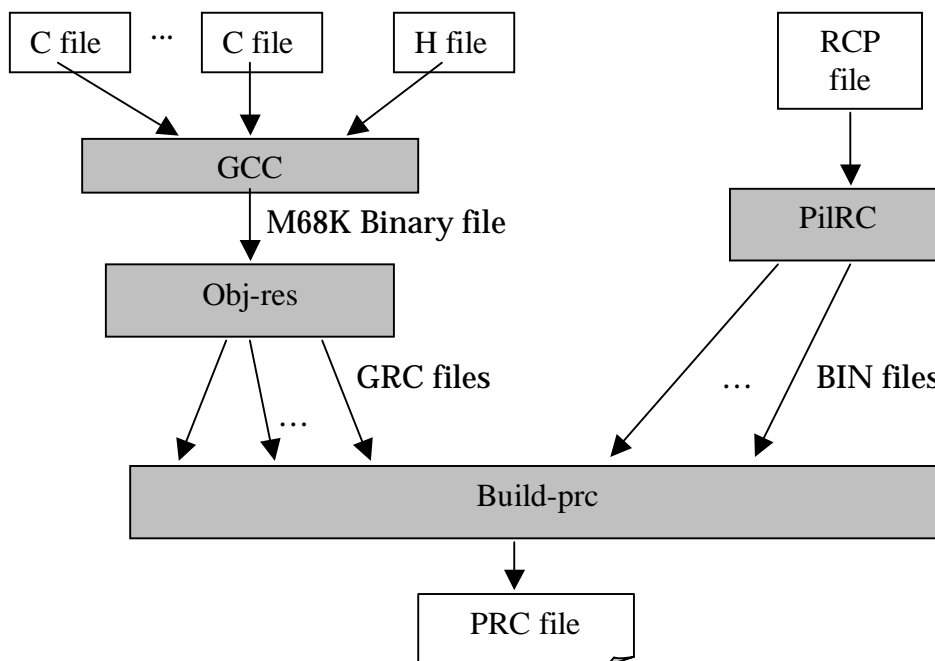 C file
...
C file
H file
RCP
file
GCC
PilRC
M68K Binary file
Obj-res
GRC files
...
BIN files
...
Build-prc
PRC file